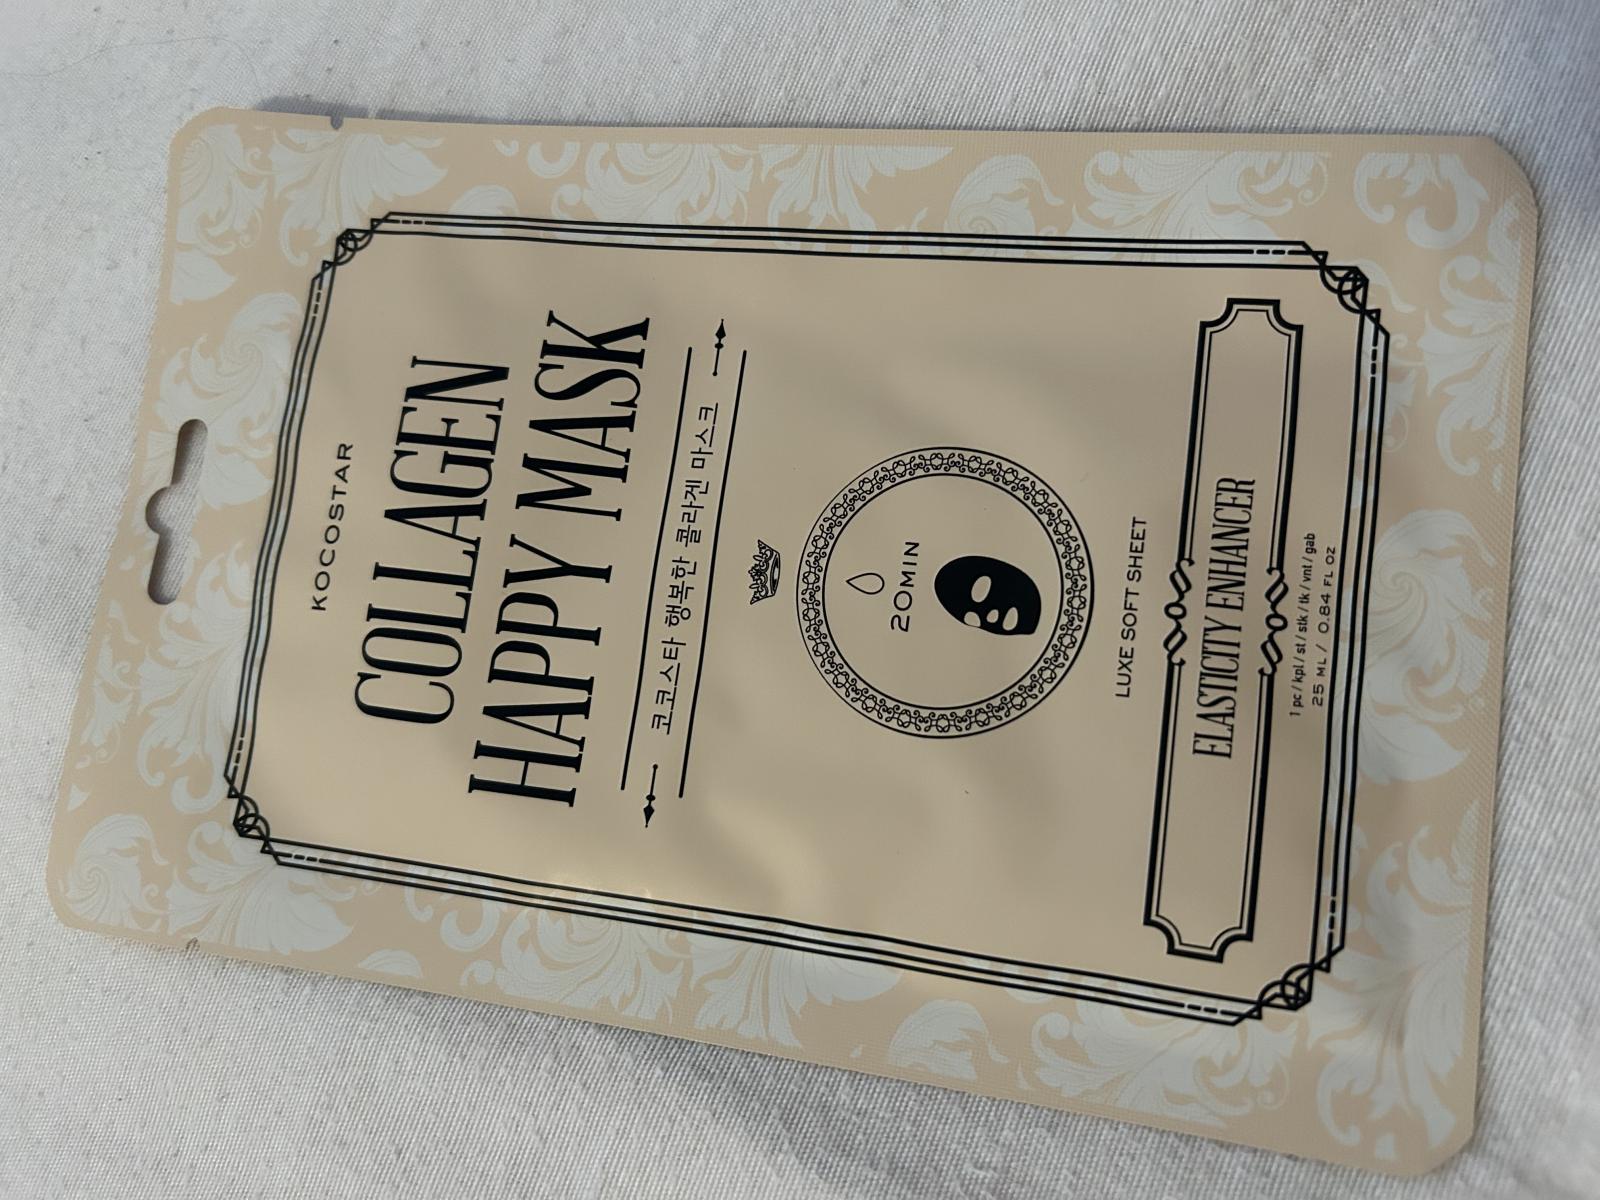 KOCOSTAR
COLLAGEN
HAPPY MASK
코코스타 행복한 콜라겐 마스크
20MIN
LUXE SOFT SHEET
ELASTICITY ENHANCER
1 pc / kpl / st / stk / tk / vnt / gab
25 ML / 0.84 FL OZ